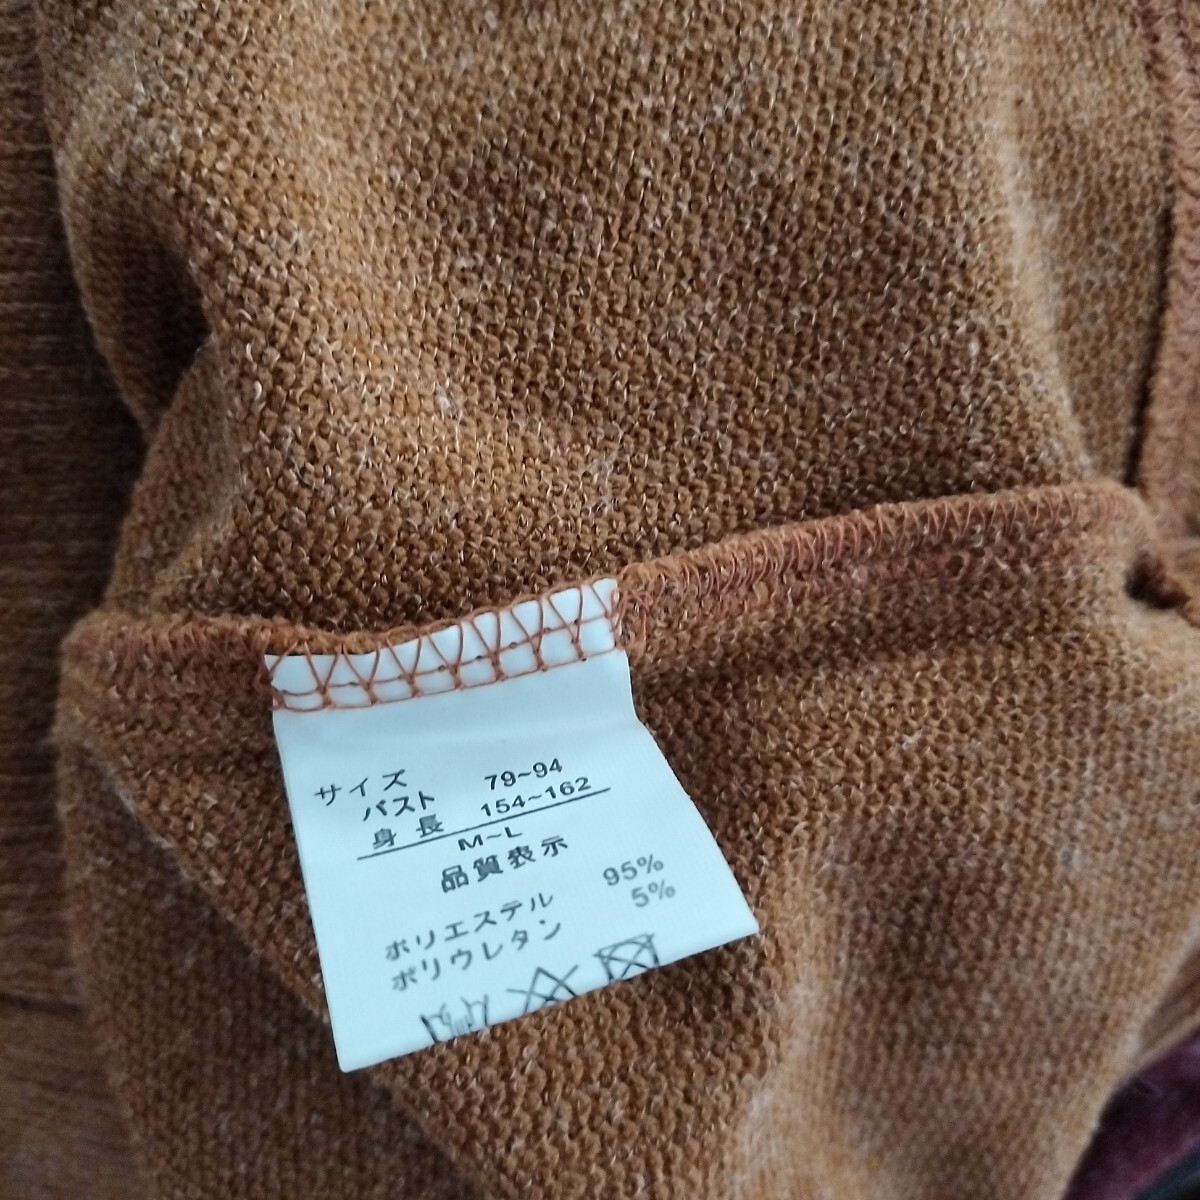 サイズ
バスト 79~94
身長 154~162
M~L
品質表示
ポリエステル 95%
ポリウレタン 5%